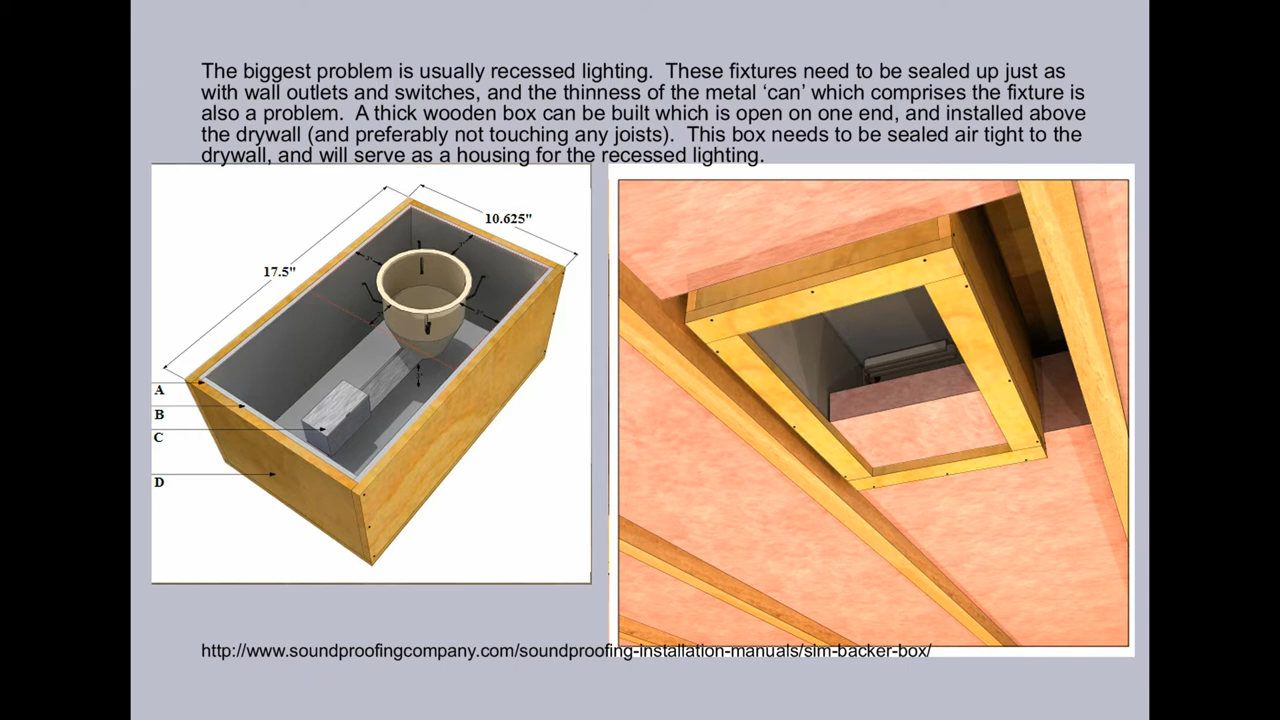 The biggest problem is usually recessed lighting.  These fixtures need to be sealed up just as
with wall outlets and switches, and the thinness of the metal ‘can’ which comprises the fixture is
also a problem.  A thick wooden box can be built which is open on one end, and installed above
the drywall (and preferably not touching any joists).  This box needs to be sealed air tight to the
drywall, and will serve as a housing for the recessed lighting.
10.625"
17.5"
A
B
C
D
http://www.soundproofingcompany.com/soundproofing-installation-manuals/sim-backer-box/